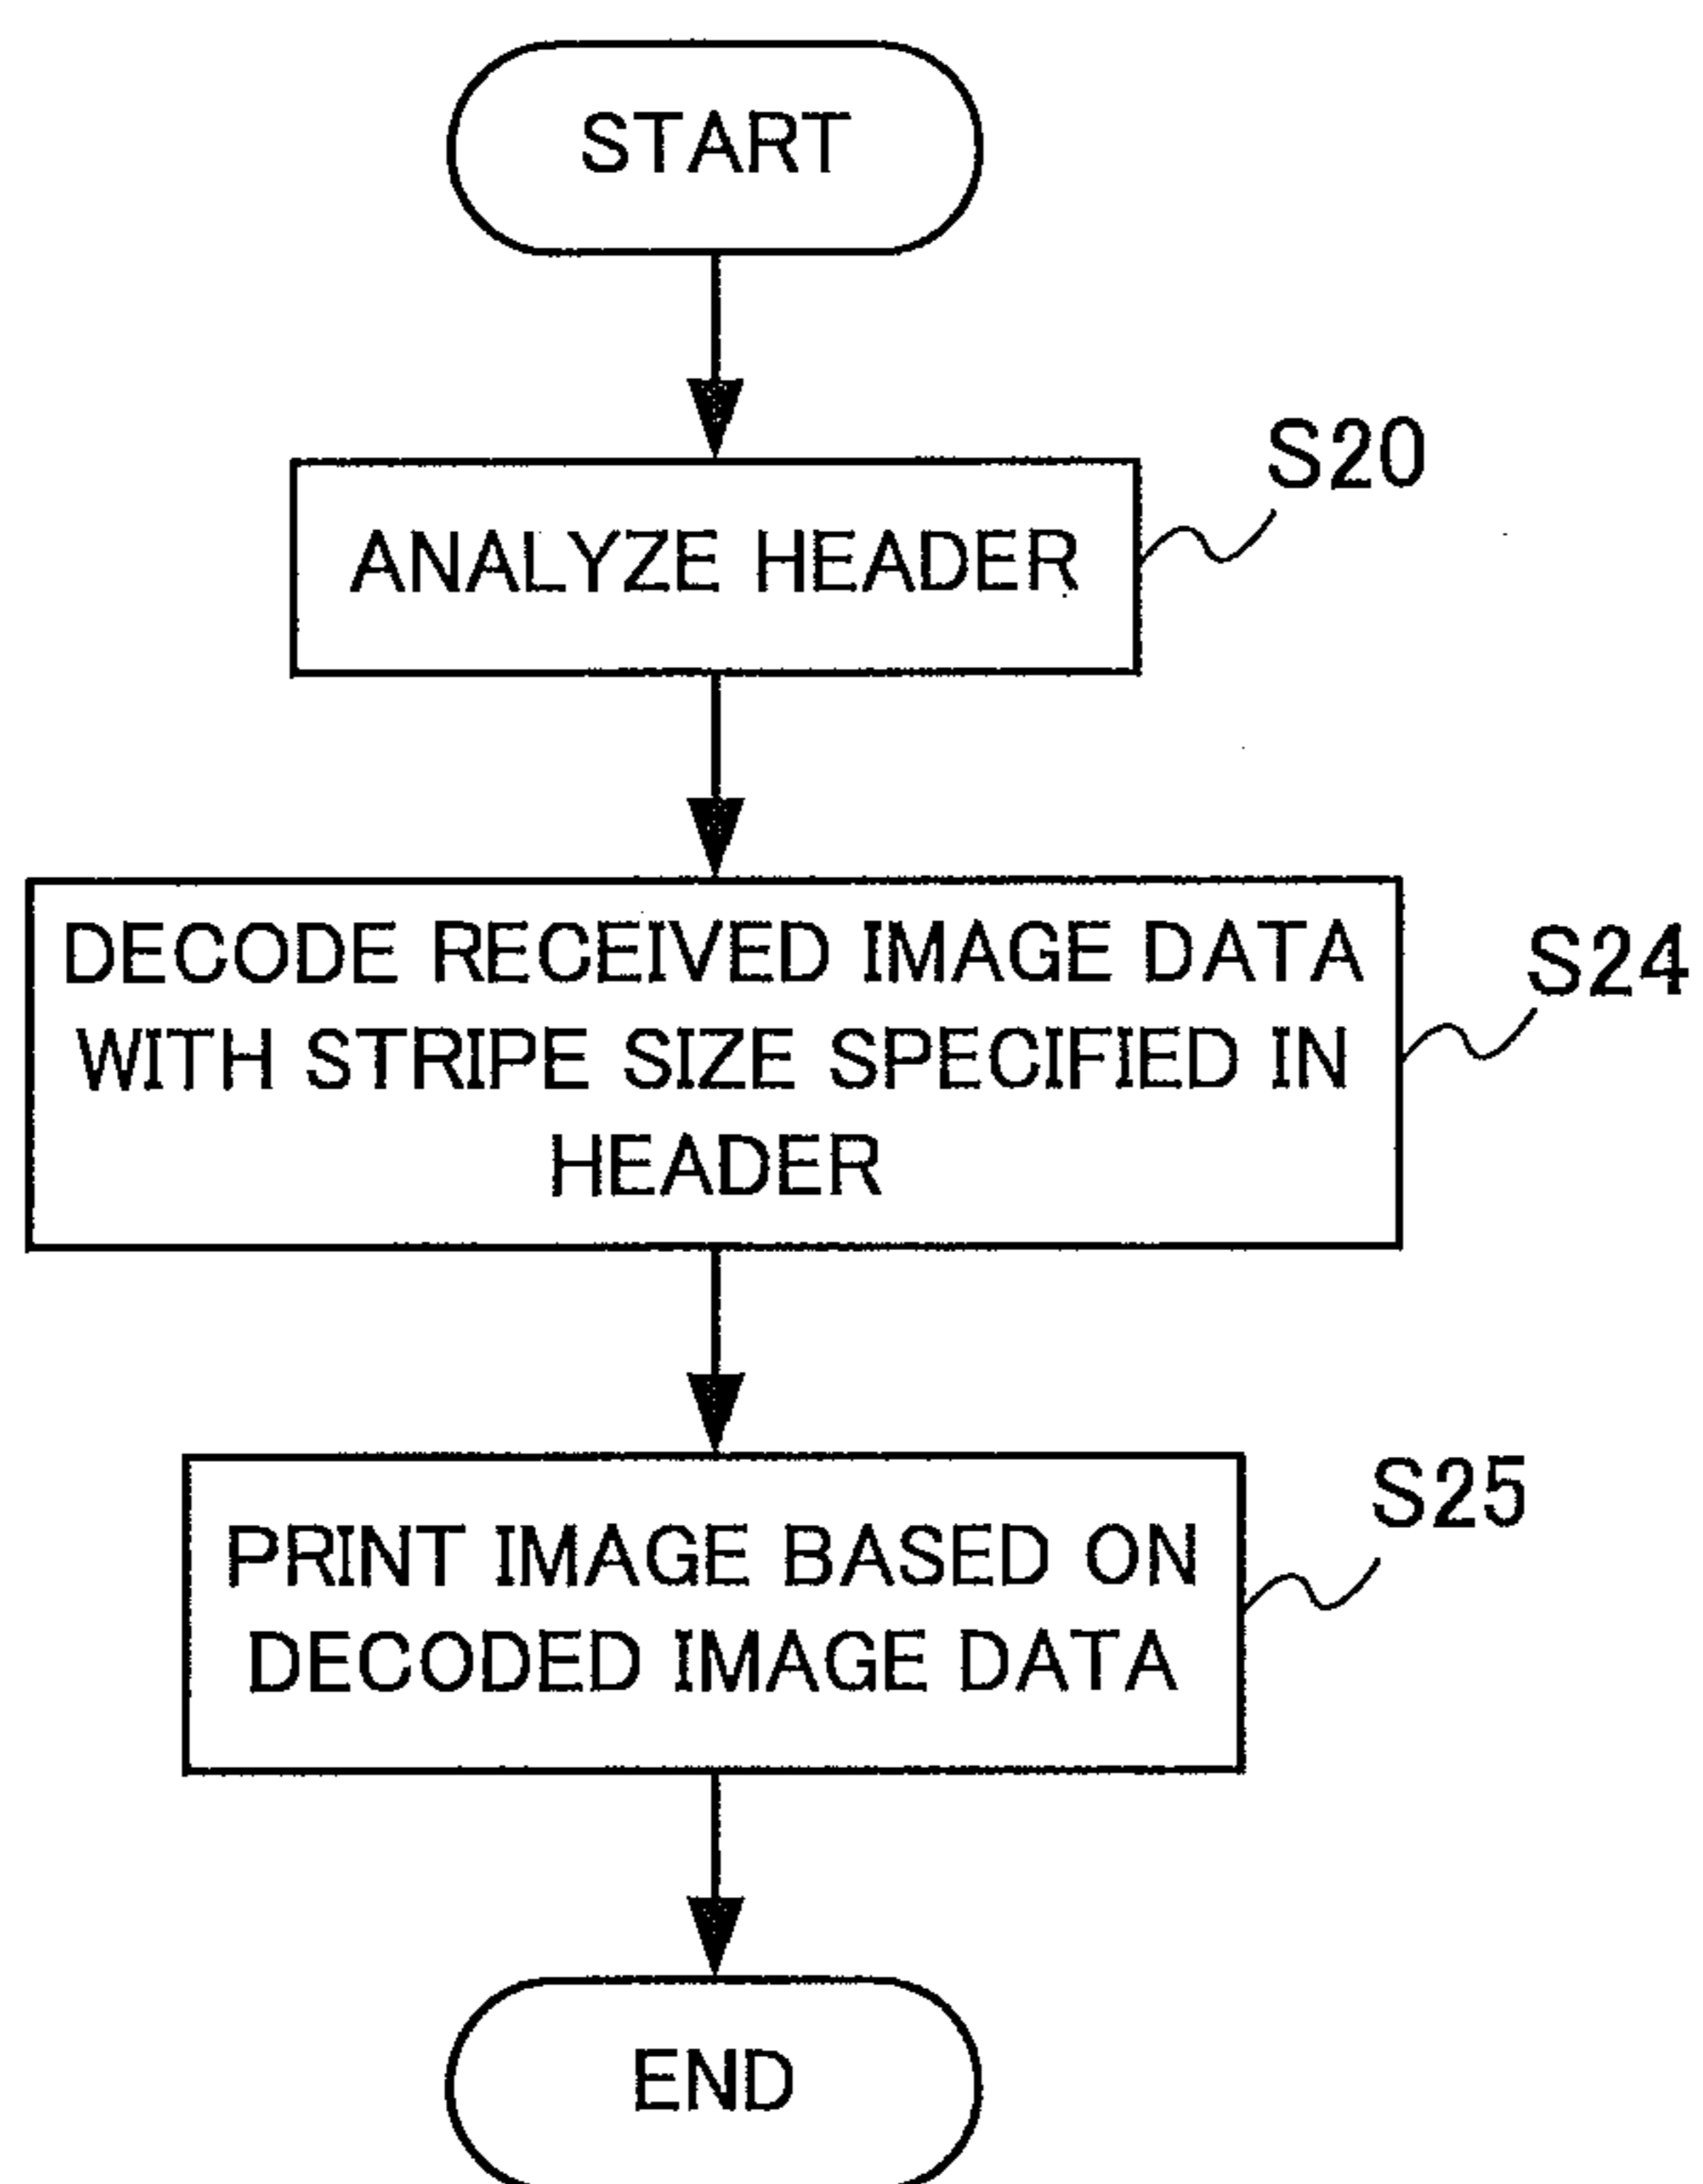 START
S20
ANALYZE HEADER
DECODE RECEIVED IMAGE DATA
S24
WITH STRIPE SIZE SPECIFIED IN
HEADER
S25
PRINT IMAGE BASED ON
DECODED IMAGE DATA
END